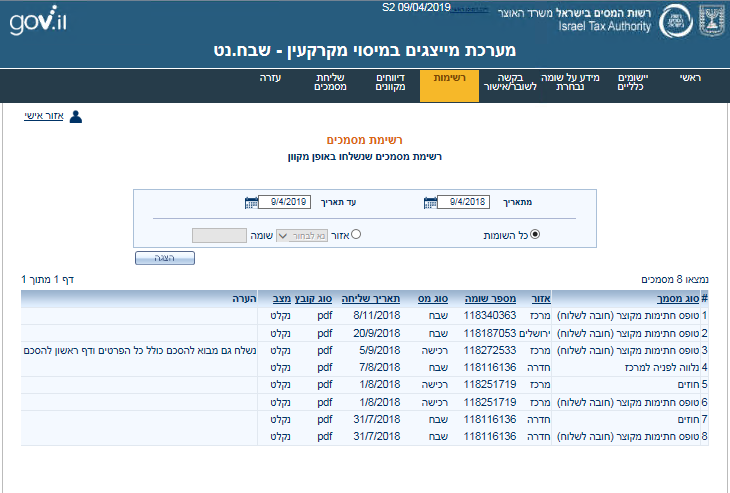 gov.il
S2 09/04/2019
רשות המסים בישראל משרד האוצר
Israel Tax Authority
מערכת מייצגים במיסוי מקרקעין - שבח.נט
ראשי
יישומים כלליים
מידע על שומה נבחרת
בקשה לשובר/אישור
רשימות
דיווחים מקוונים
שליחת מסמכים
עזרה
אזור אישי
רשימת מסמכים
רשימת מסמכים שנשלחו באופן מקוון
מתאריך 9/4/2018 עד תאריך 9/4/2019
כל השומות אזור נא לבחור שומה
הצגה
נמצאו 8 מסמכים דף 1 מתוך 1
# סוג מסמך אזור מספר שומה סוג מס תאריך שליחה סוג קובץ מצב הערה
1 טופס חתימות מקוצר (חובה לשלוח) מרכז 118340363 שבח 8/11/2018 pdf נקלט
2 טופס חתימות מקוצר (חובה לשלוח) ירושלים 118187053 שבח 20/9/2018 pdf נקלט
3 טופס חתימות מקוצר (חובה לשלוח) מרכז 118272533 רכישה 5/9/2018 pdf נקלט נשלח גם מבוא להסכם כולל כל הפרטים ודף ראשון להסכם
4 נלווה לפניה למרכז חדרה 118116136 שבח 7/8/2018 pdf נקלט
5 חוזים מרכז 118251719 רכישה 1/8/2018 pdf נקלט
6 טופס חתימות מקוצר (חובה לשלוח) מרכז 118251719 רכישה 1/8/2018 pdf נקלט
7 חוזים חדרה 118116136 שבח 31/7/2018 pdf נקלט
8 טופס חתימות מקוצר (חובה לשלוח) חדרה 118116136 שבח 31/7/2018 pdf נקלט